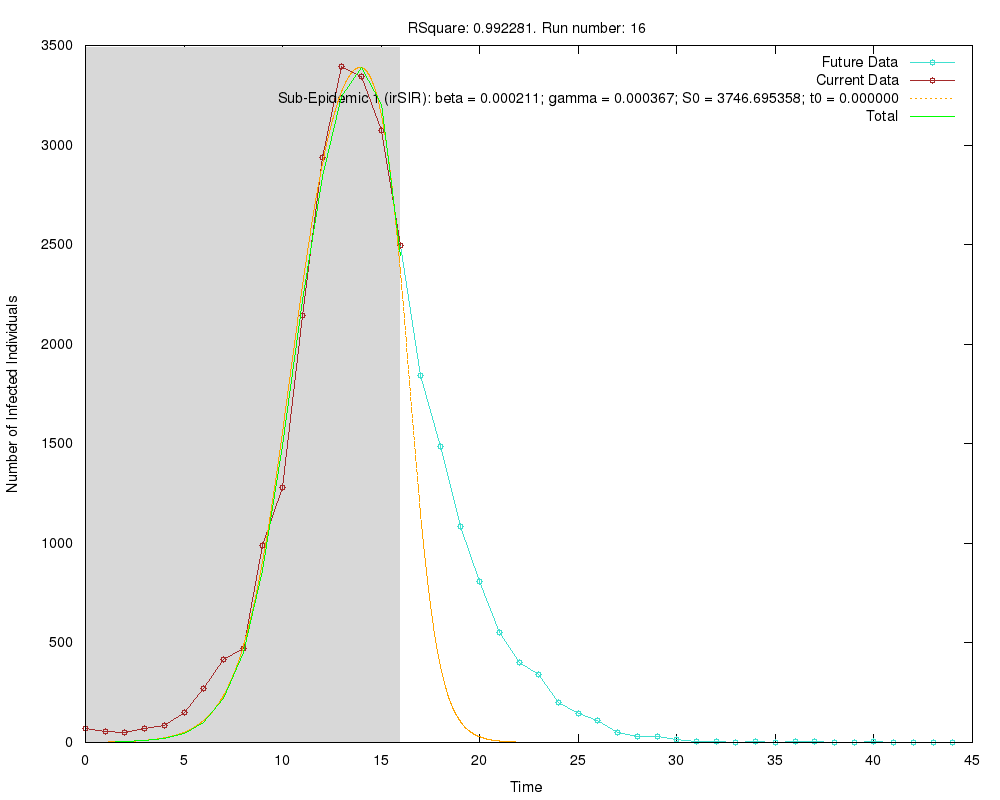 RSquare: 0.992281. Run number: 16
3500
3000
2500
2000
1500
1000
500
0
Number of Infected Individuals
Future Data
Current Data
Sub-Epidemic 1 (irSIR): beta = 0.000211; gamma = 0.000367; S0 = 3746.695358; t0 = 0.000000
Total
0 5 10 15 20 25 30 35 40 45
Time